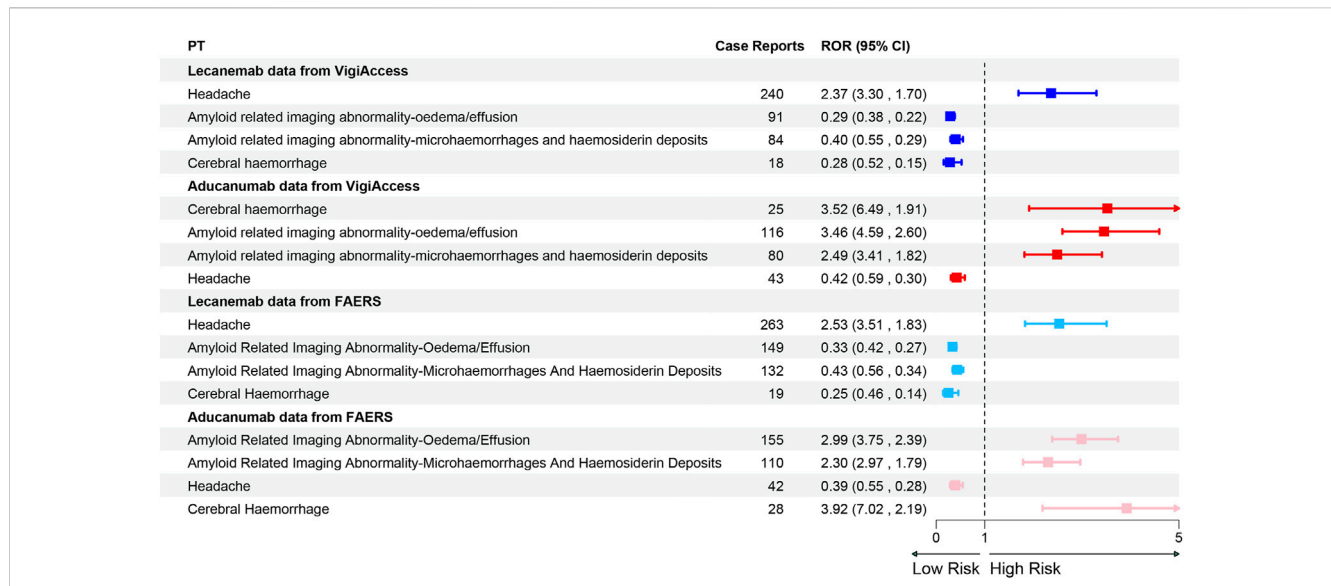 PT Case Reports ROR (95% CI)
Lecanemab data from VigiAccess
Headache 240 2.37 (3.30 , 1.70)
Amyloid related imaging abnormality-oedema/effusion 91 0.29 (0.38 , 0.22)
Amyloid related imaging abnormality-microhaemorrhages and haemosiderin deposits 84 0.40 (0.55 , 0.29)
Cerebral haemorrhage 18 0.28 (0.52 , 0.15)
Aducanumab data from VigiAccess
Cerebral haemorrhage 25 3.52 (6.49 , 1.91)
Amyloid related imaging abnormality-oedema/effusion 116 3.46 (4.59 , 2.60)
Amyloid related imaging abnormality-microhaemorrhages and haemosiderin deposits 80 2.49 (3.41 , 1.82)
Headache 43 0.42 (0.59 , 0.30)
Lecanemab data from FAERS
Headache 263 2.53 (3.51 , 1.83)
Amyloid Related Imaging Abnormality-Oedema/Effusion 149 0.33 (0.42 , 0.27)
Amyloid Related Imaging Abnormality-Microhaemorrhages And Haemosiderin Deposits 132 0.43 (0.56 , 0.34)
Cerebral Haemorrhage 19 0.25 (0.46 , 0.14)
Aducanumab data from FAERS
Amyloid Related Imaging Abnormality-Oedema/Effusion 155 2.99 (3.75 , 2.39)
Amyloid Related Imaging Abnormality-Microhaemorrhages And Haemosiderin Deposits 110 2.30 (2.97 , 1.79)
Headache 42 0.39 (0.55 , 0.28)
Cerebral Haemorrhage 28 3.92 (7.02 , 2.19)
0 1 5
Low Risk High Risk